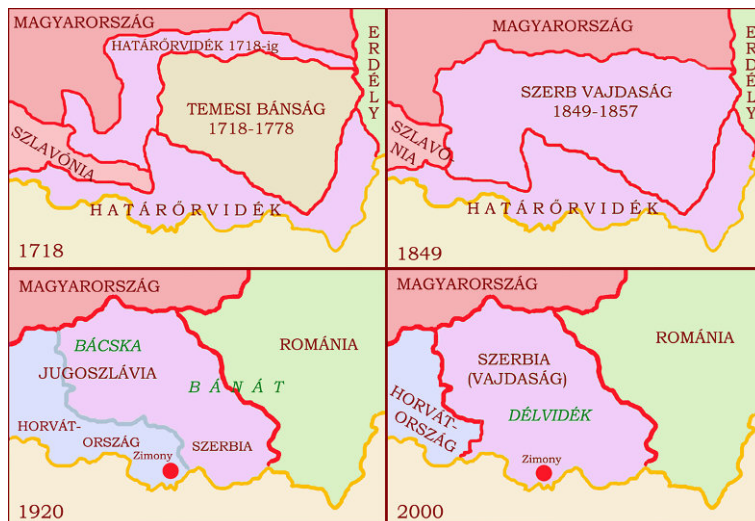 MAGYARORSZÁG
HATÁRŐRVIDÉK 1718-ig
ERDÉLY
TEMESI BÁNSÁG
1718-1778
SZLAVÓNIA
HATÁRŐRVIDÉK
1718
MAGYARORSZÁG
ERDÉLY
SZERB VAJDASÁG
1849-1857
SZLAVÓ-
NIA
HATÁRŐRVIDÉK
1849
MAGYARORSZÁG
BÁCSKA
ROMÁNIA
JUGOSZLÁVIA
BÁNÁT
HORVÁT-
ORSZÁG
SZERBIA
Zimony
1920
MAGYARORSZÁG
ROMÁNIA
SZERBIA
(VAJDASÁG)
HORVÁT-
ORSZÁG
DÉLVIDÉK
Zimony
2000